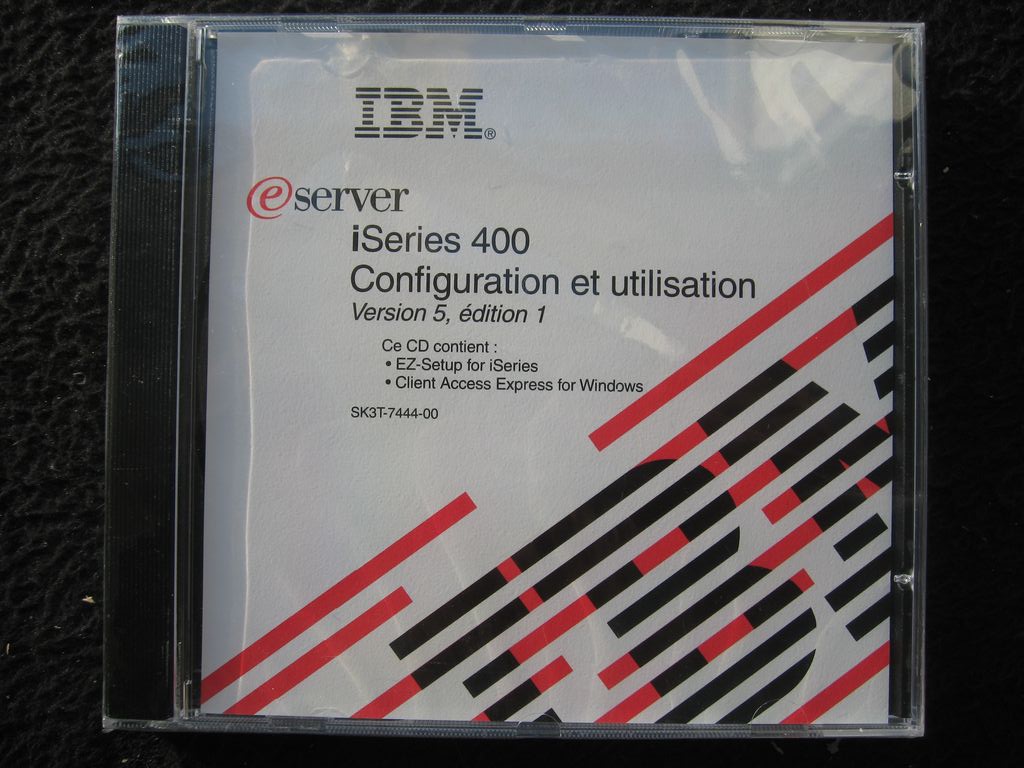 IBM®
eserver
iSeries 400
Configuration et utilisation
Version 5, édition 1
Ce CD contient :
• EZ-Setup for iSeries
• Client Access Express for Windows
SK3T-7444-00